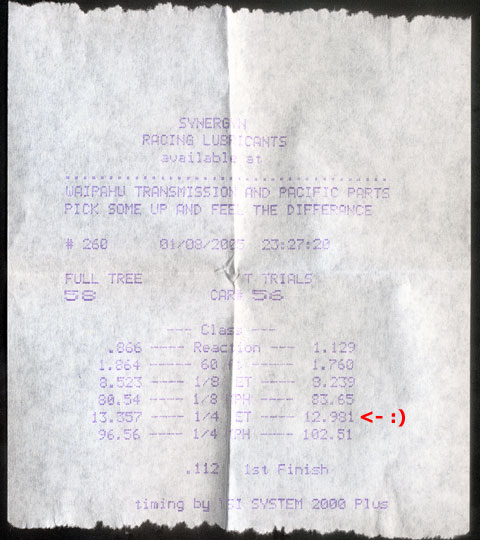 SYNERGYN
RACING LUBRICANTS
available at
WAIPAHU TRANSMISSION AND PACIFIC PARTS
PICK SOME UP AND FEEL THE DIFFERANCE
# 260 01/08/2005 23:27:20
FULL TREE T TRIALS
58 CAR# 56
--- Class ---
.866 ---- Reaction ---- 1.129
1.864 ---- 60 ---- 1.760
8.523 ---- 1/8 ET ---- 8.239
80.54 ---- 1/8 MPH ---- 83.65
13.357 ---- 1/4 ET ---- 12.981 <- :)
96.56 ---- 1/4 MPH ---- 102.51
.112 1st Finish
timing by SI SYSTEM 2000 Plus